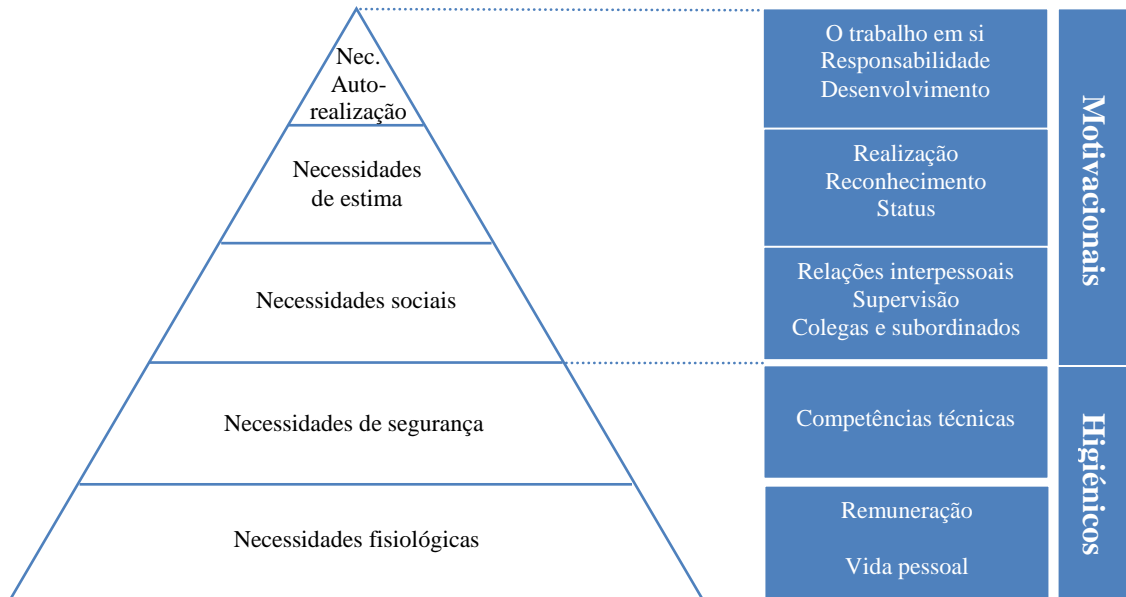 Nec.
Auto-
realização
Necessidades
de estima
Necessidades sociais
Necessidades de segurança
Necessidades fisiológicas
O trabalho em si
Responsabilidade
Desenvolvimento
Realização
Reconhecimento
Status
Relações interpessoais
Supervisão
Colegas e subordinados
Competências técnicas
Remuneração
Vida pessoal
Motivacionais
Higiénicos